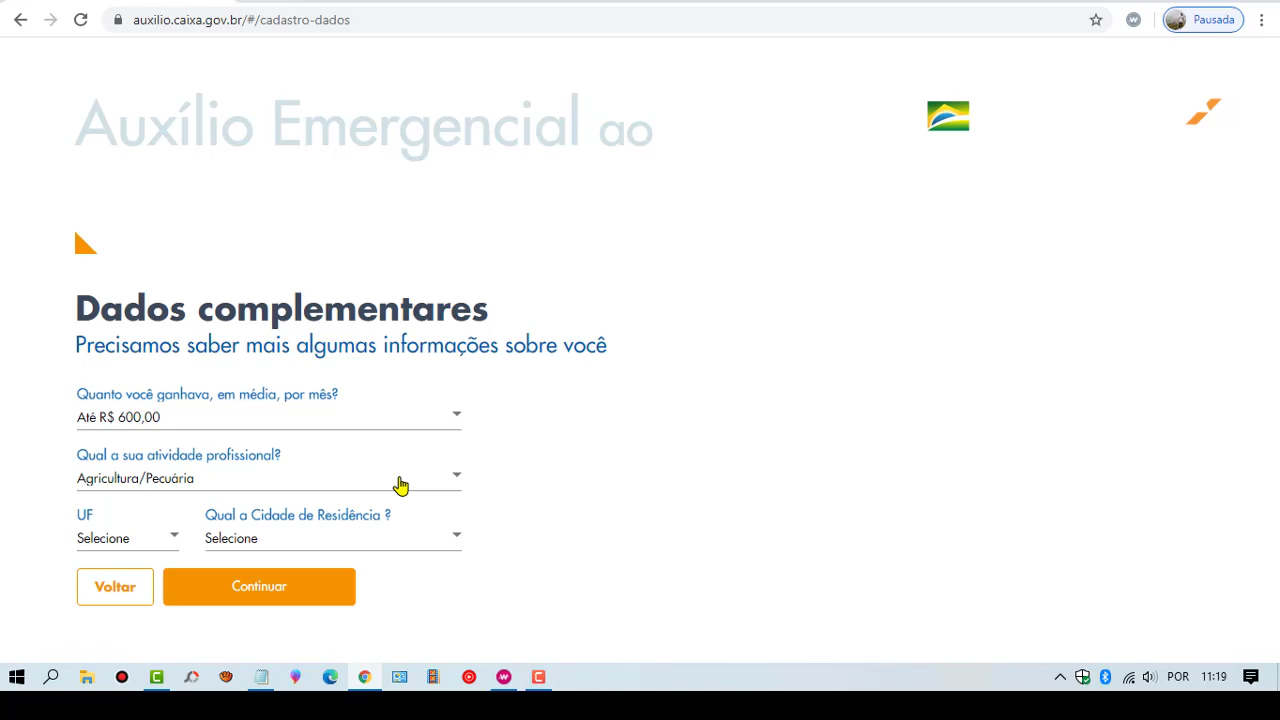 auxilio.caixa.gov.br/#/cadastro-dados
Pausada
Auxílio Emergencial ao
Dados complementares
Precisamos saber mais algumas informações sobre você
Quanto você ganhava, em média, por mês?
Até R$ 600,00
Qual a sua atividade profissional?
Agricultura/Pecuária
UF Qual a Cidade de Residência ?
Selecione Selecione
Voltar Continuar
POR 11:19